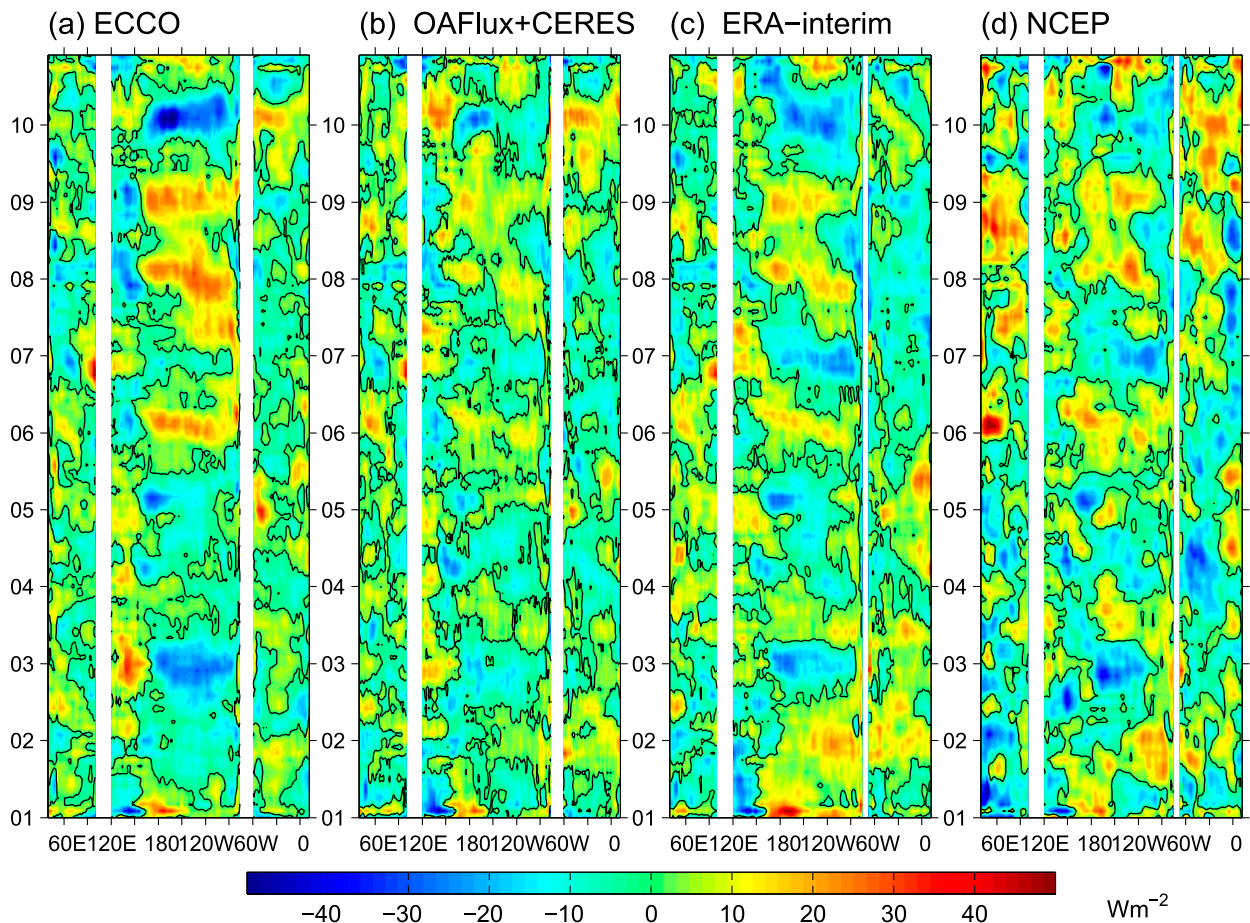 (a) ECCO
(b) OAFlux+CERES
(c) ERA−interim
(d) NCEP
10 10 10 10
09 09 09 09
08 08 08 08
07 07 07 07
06 06 06 06
05 05 05 05
04 04 04 04
03 03 03 03
02 02 02 02
01 01 01 01
60E120E 180120W60W 0 60E120E 180120W60W 0 60E120E 180120W60W 0 60E120E 180120W60W 0
−40 −30 −20 −10 0 10 20 30 40 Wm−2